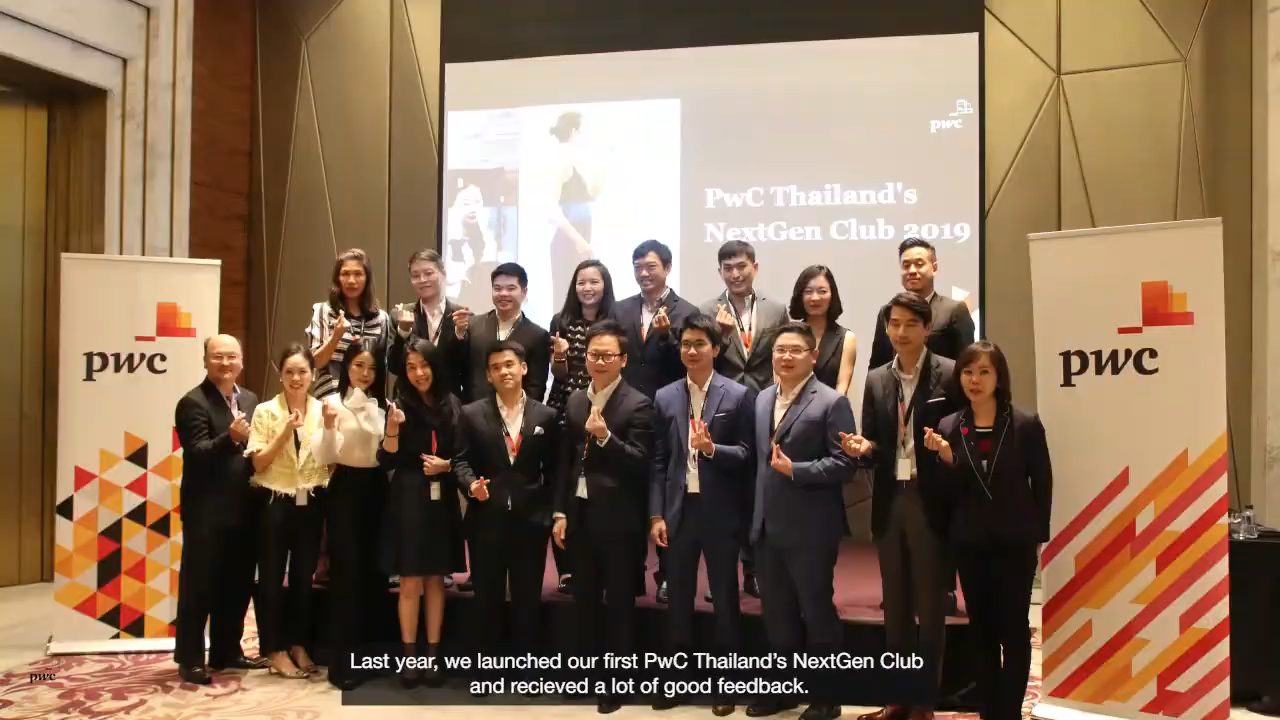 pwc
PwC Thailand's
NextGen Club 2019
pwc
pwc
Last year, we launched our first PwC Thailand’s NextGen Club
and recieved a lot of good feedback.
pwc